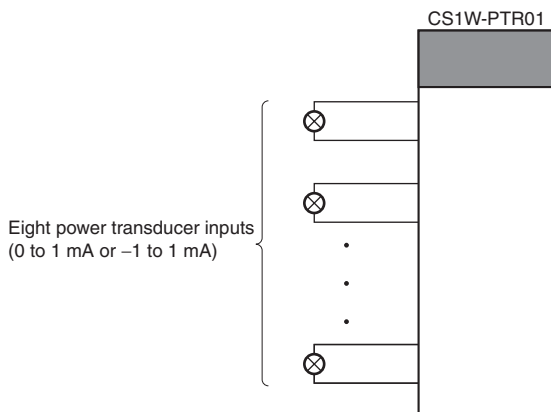 CS1W-PTR01
Eight power transducer inputs
(0 to 1 mA or −1 to 1 mA)